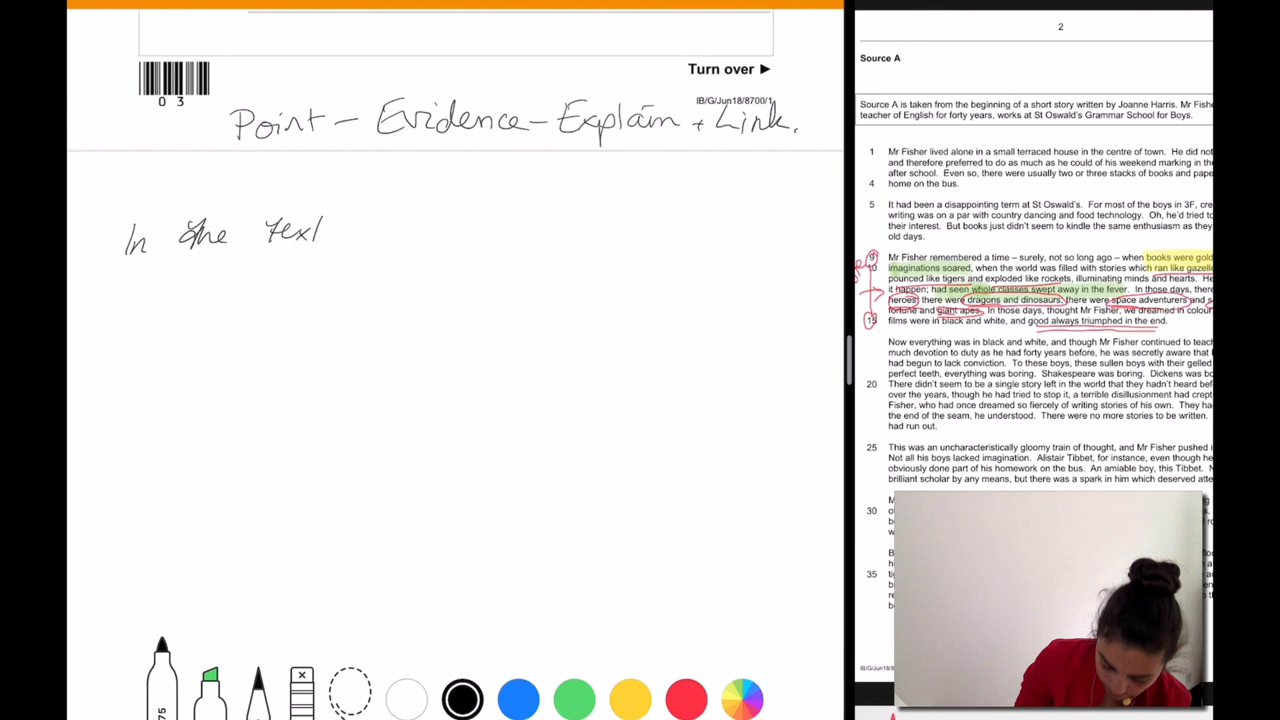 Turn over ►
03
IB/G/Jun18/8700/1
Point – Evidence – Explain + Link.
In the text
75
2
Source A
Source A is taken from the beginning of a short story written by Joanne Harris. Mr
teacher of English for forty years, works at St Oswald's Grammar School for Boys.
1 Mr Fisher lived alone in a small terraced house in the centre of town. He did not
and therefore preferred to do as much as he could of his weekend marking in the
after school. Even so, there were usually two or three stacks of books and
4 home on the bus.
5 It had been a disappointing term at St Oswald's. For most of the boys in 3F,
writing was on a par with country dancing and food technology. Oh, he'd tried to
their interest. But books just didn't seem to kindle the same enthusiasm as they
old days.
9 Mr Fisher remembered a time – surely, not so long ago – when books were
10 imaginations soared, when the world was filled with stories which ran like
pounced like tigers and exploded like rockets, illuminating minds and hearts.
it happen; had seen whole classes swept away in the fever. In those days,
heroes; there were dragons and dinosaurs, there were space adventurers and
fortune and giant apes. In those days, thought Mr Fisher, we dreamed in colour
15 films were in black and white, and good always triumphed in the end.
Now everything was in black and white, and though Mr Fisher continued to
much devotion to duty as he had forty years before, he was secretly aware that
had begun to lack conviction. To these boys, these sullen boys with their gelled
perfect teeth, everything was boring. Shakespeare was boring. Dickens was
20 There didn't seem to be a single story left in the world that they hadn't heard
over the years, though he had tried to stop it, a terrible disillusionment had crept
Fisher, who had once dreamed so fiercely of writing stories of his own. They
the end of the seam, he understood. There were no more stories to be written.
had run out.
25 This was an uncharacteristically gloomy train of thought, and Mr Fisher pushed
Not all his boys lacked imagination. Alistair Tibbet, for instance, even though
obviously done part of his homework on the bus. An amiable boy, this Tibbet.
brilliant scholar by any means, but there was a spark in him which deserved
30
35